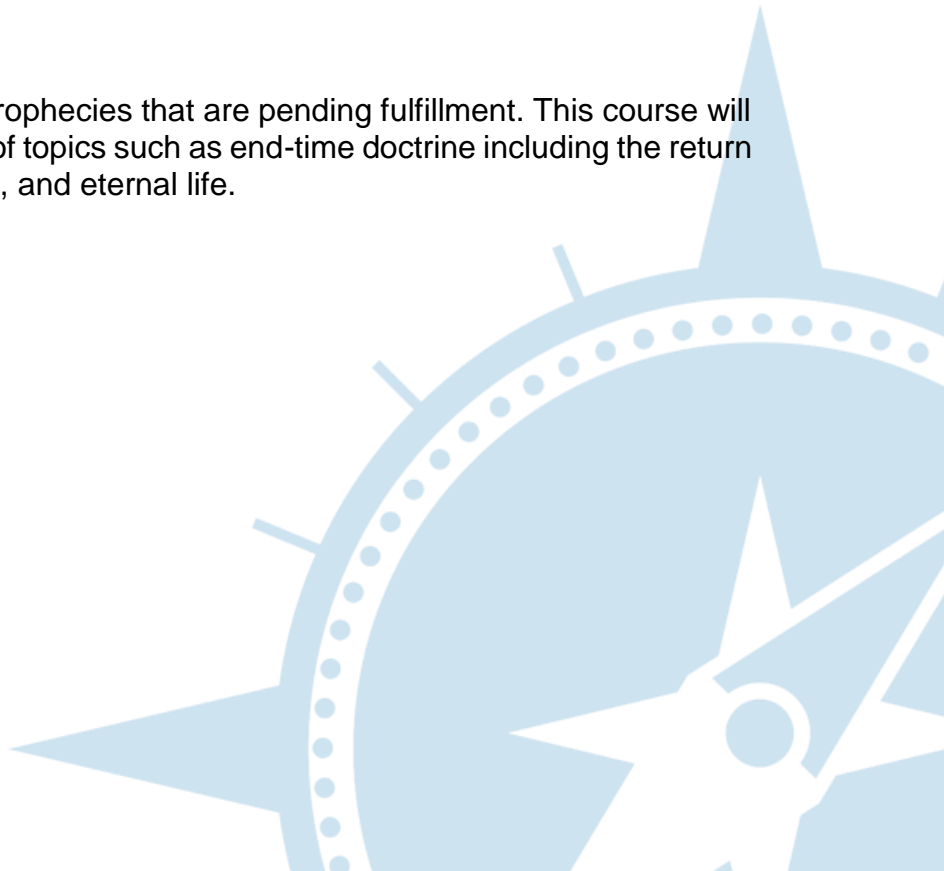 rophecies that are pending fulfillment. This course will
of topics such as end-time doctrine including the return
, and eternal life.